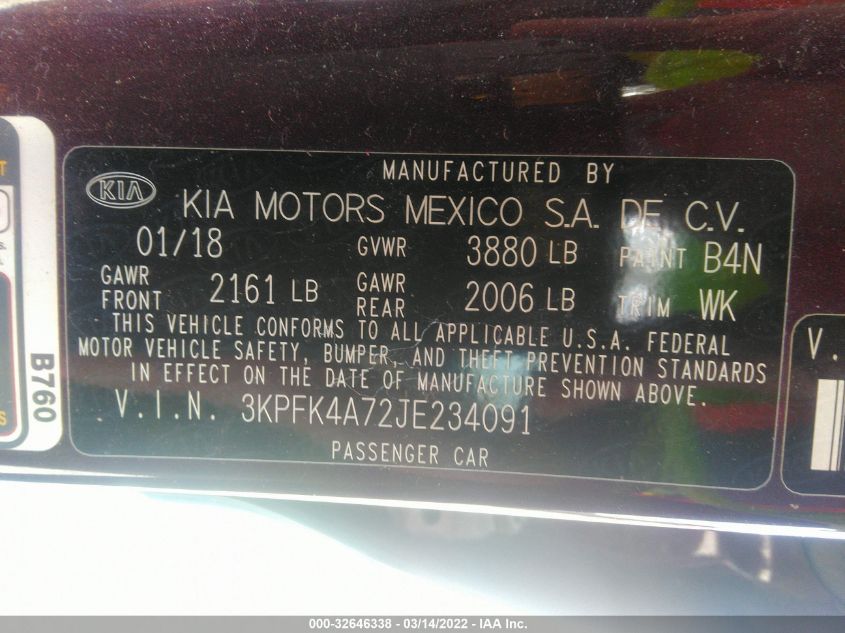 MANUFACTURED BY
KIA
KIA MOTORS MEXICO S.A. DE C.V.
01/18 GVWR 3880 LB PAINT B4N
GAWR FRONT 2161 LB GAWR REAR 2006 LB TRIM WK
THIS VEHICLE CONFORMS TO ALL APPLICABLE U.S.A. FEDERAL
MOTOR VEHICLE SAFETY, BUMPER, AND THEFT PREVENTION STANDARDS
IN EFFECT ON THE DATE OF MANUFACTURE SHOWN ABOVE.
V.I.N. 3KPFK4A72JE234091
PASSENGER CAR
B760
V.
000-32646338 - 03/14/2022 - IAA Inc.